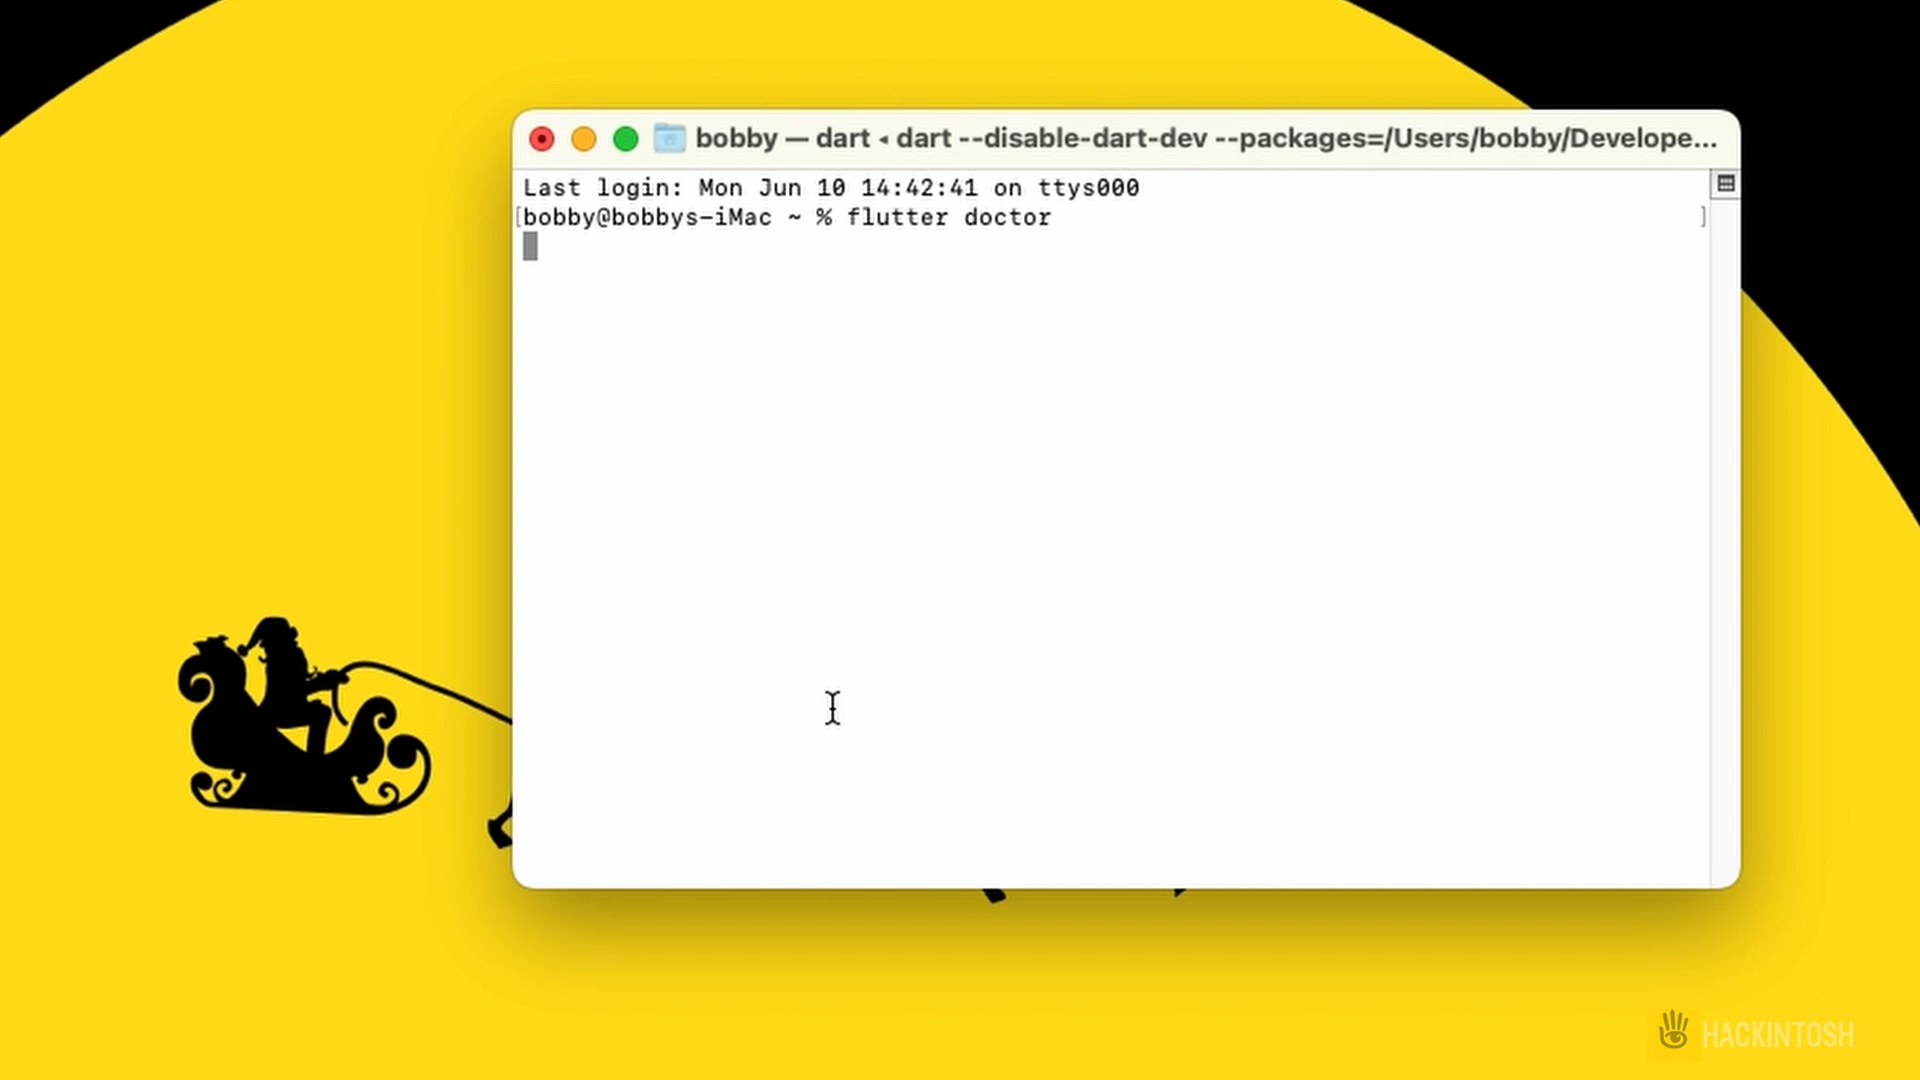 bobby — dart ◂ dart --disable-dart-dev --packages=/Users/bobby/Develope...
Last login: Mon Jun 10 14:42:41 on ttys000
[bobby@bobbys-iMac ~ % flutter doctor ]
HACKINTOSH